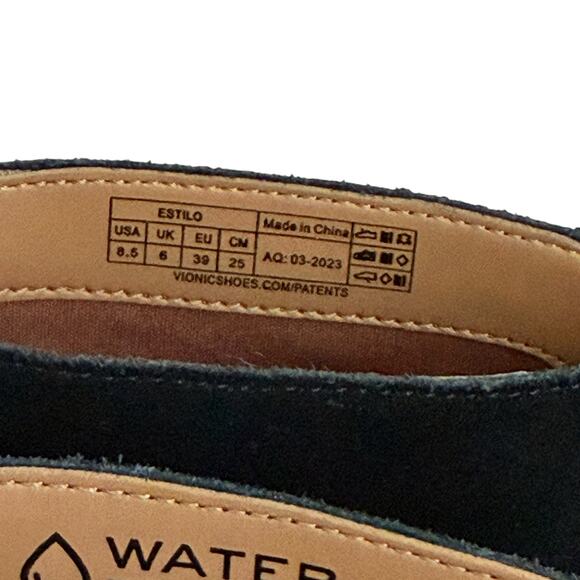 ESTILO
USA UK EU CM
8.5 6 39 25
Made in China
AQ: 03-2023
VIONICSHOES.COM/PATENTS
WATER